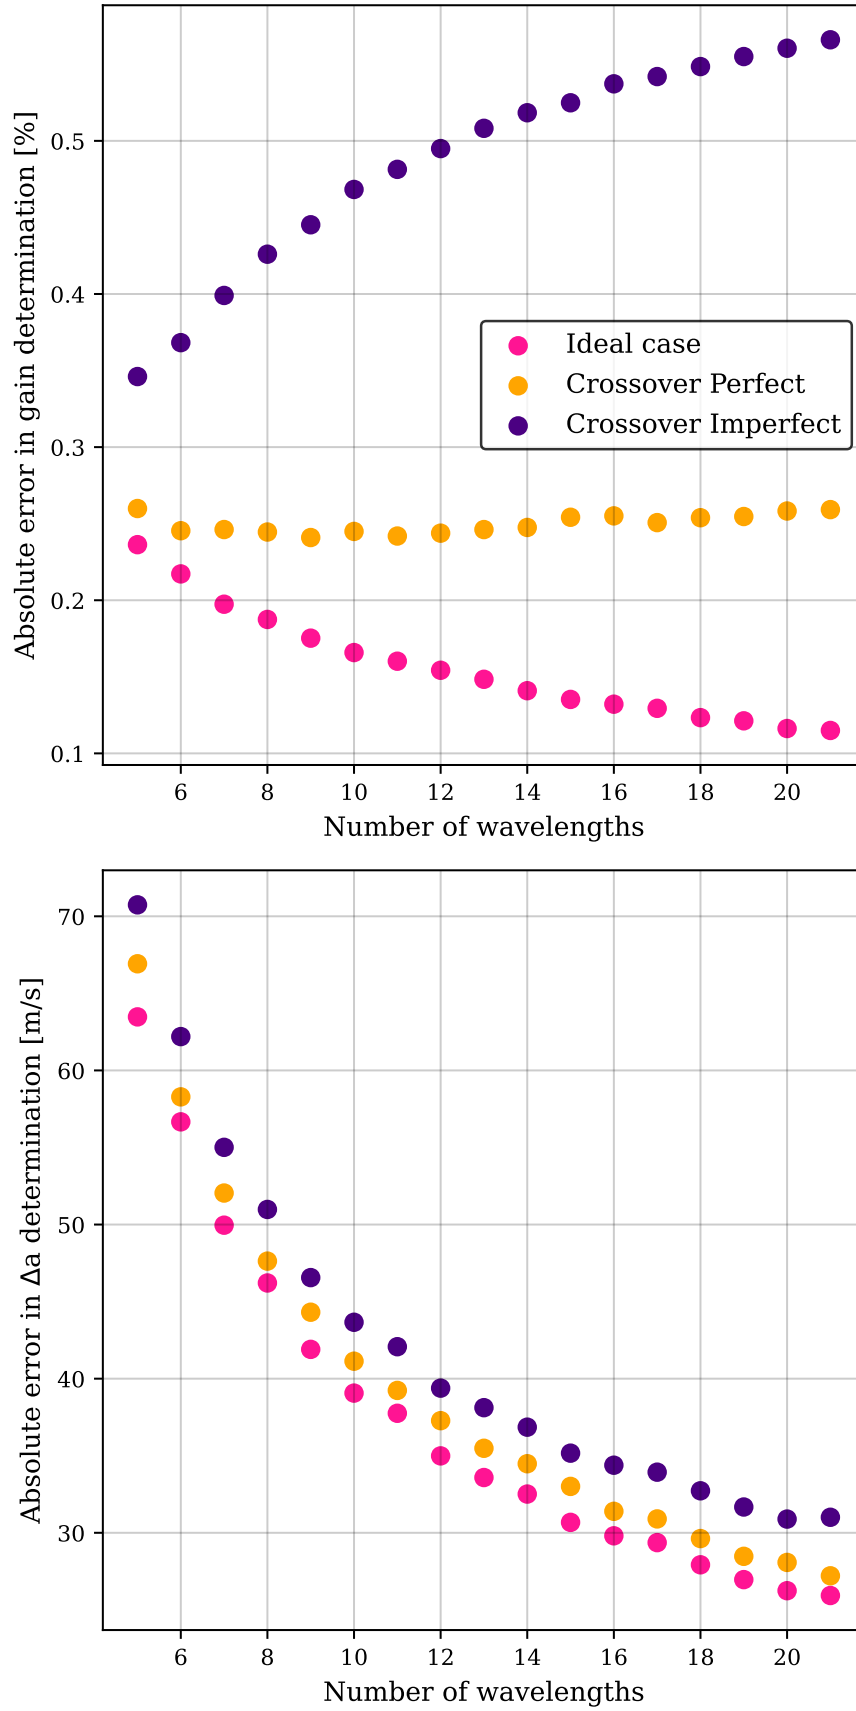 Absolute error in gain determination [%]
0.5
0.4
0.3
0.2
0.1
Ideal case
Crossover Perfect
Crossover Imperfect
6 8 10 12 14 16 18 20
Number of wavelengths
Absolute error in Δa determination [m/s]
70
60
50
40
30
6 8 10 12 14 16 18 20
Number of wavelengths